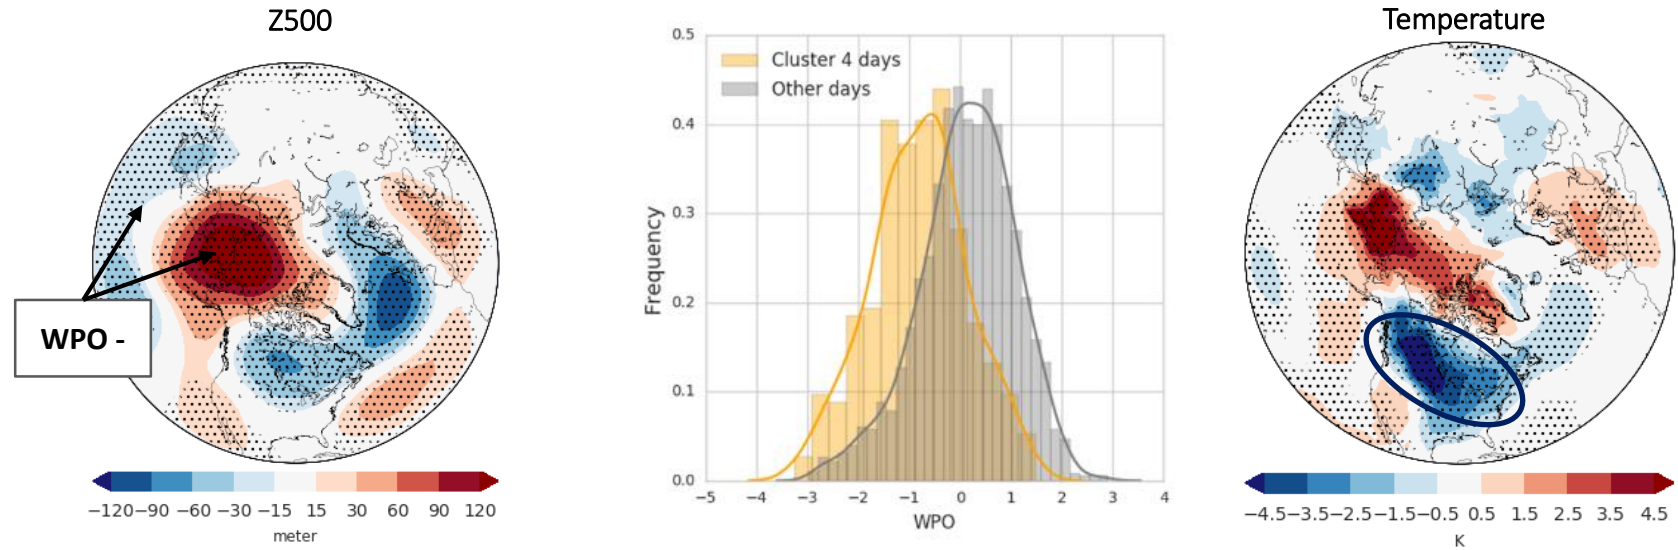 Z500
WPO -
−120−90 −60 −30 −15 15 30 60 90 120
meter
0.5
0.4
0.3
0.2
0.1
0.0
Frequency
Cluster 4 days
Other days
−5 −4 −3 −2 −1 0 1 2 3 4
WPO
Temperature
−4.5−3.5−2.5−1.5−0.5 0.5 1.5 2.5 3.5 4.5
K